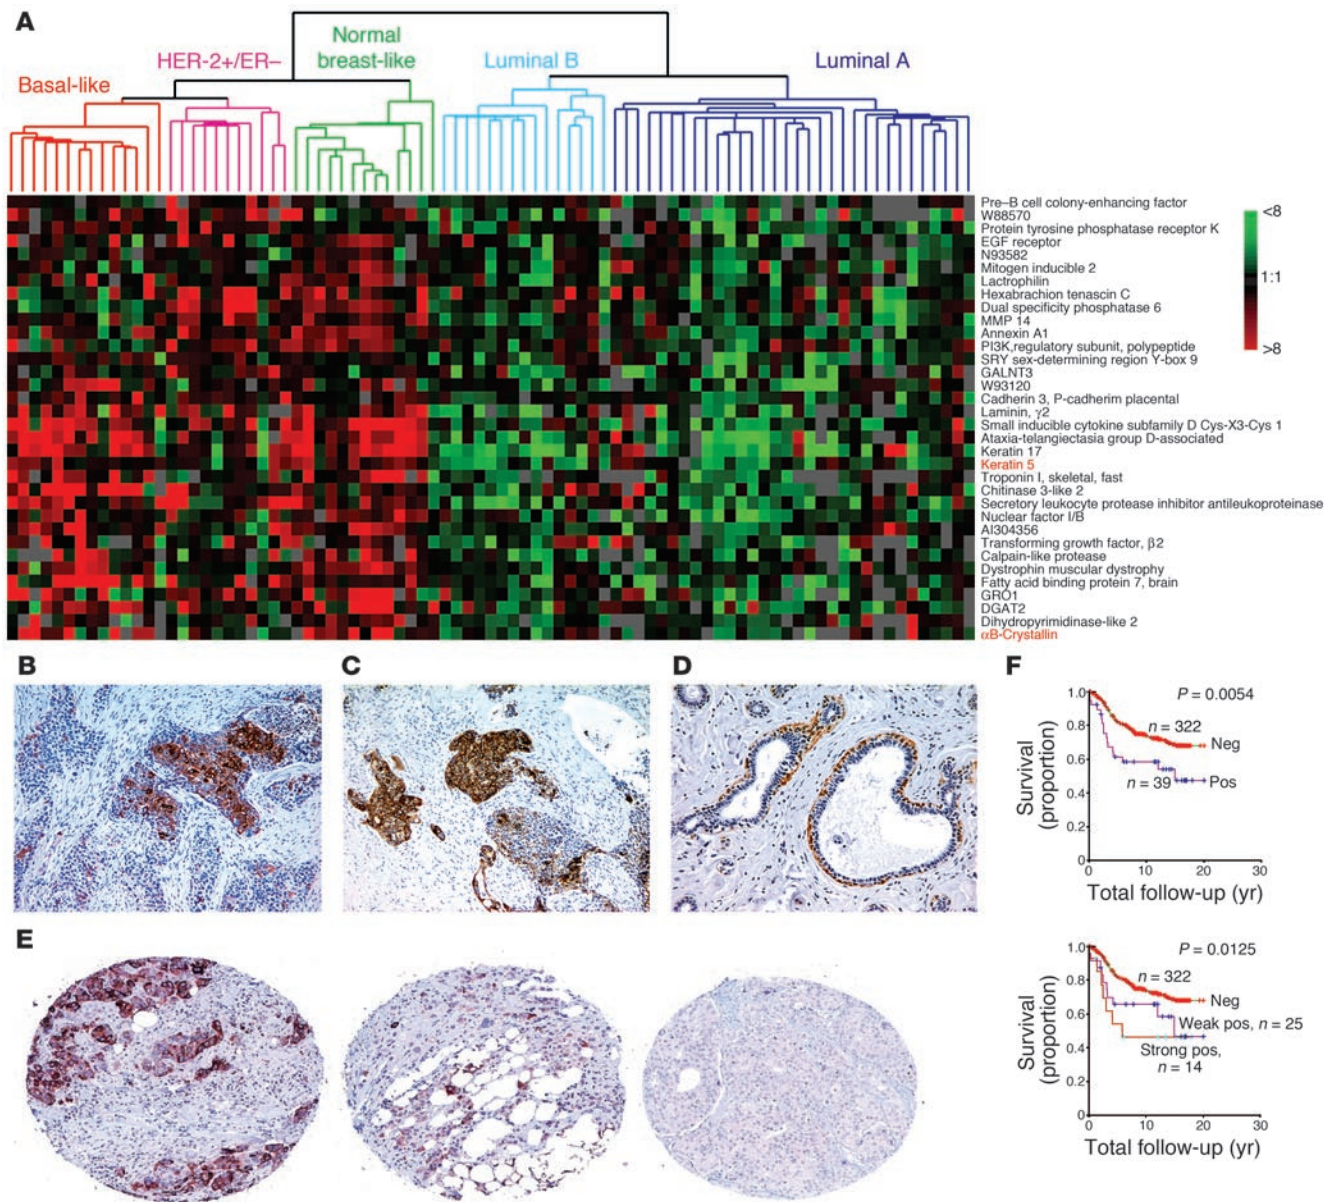 A
Basal-like
HER-2+/ER–
Normal
breast-like
Luminal B
Luminal A
Pre–B cell colony-enhancing factor
W88570
Protein tyrosine phosphatase receptor K
EGF receptor
N93582
Mitogen inducible 2
Lactrophilin
Hexabrachion tenascin C
Dual specificity phosphatase 6
MMP 14
Annexin A1
PI3K,regulatory subunit, polypeptide
SRY sex-determining region Y-box 9
GALNT3
W93120
Cadherin 3, P-cadherim placental
Laminin, γ2
Small inducible cytokine subfamily D Cys-X3-Cys 1
Ataxia-telangiectasia group D-associated
Keratin 17
Keratin 5
Troponin I, skeletal, fast
Chitinase 3-like 2
Secretory leukocyte protease inhibitor antileukoproteinase
Nuclear factor I/B
AI304356
Transforming growth factor, β2
Calpain-like protease
Dystrophin muscular dystrophy
Fatty acid binding protein 7, brain
GRO1
DGAT2
Dihydropyrimidinase-like 2
αB-Crystallin
<8
1:1
>8
B
C
D
E
F
P = 0.0054
n = 322
Neg
n = 39
Pos
Survival
(proportion)
1.0
0.8
0.6
0.4
0.2
0
0
10
20
30
Total follow-up (yr)
P = 0.0125
n = 322
Neg
Weak pos, n = 25
Strong pos,
n = 14
Survival
(proportion)
1.0
0.8
0.6
0.4
0.2
0
0
10
20
30
Total follow-up (yr)